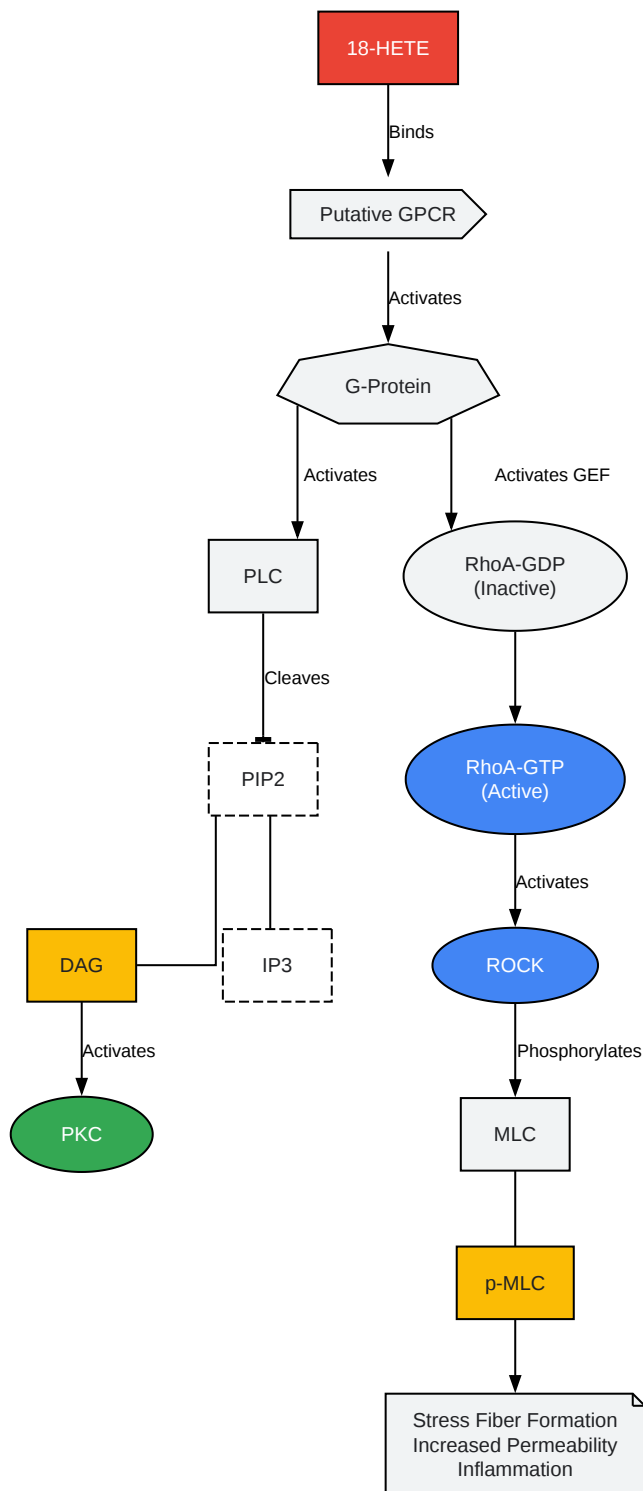 18-HETE
Binds
Putative GPCR
Activates
G-Protein
Activates
Activates GEF
PLC
RhoA-GDP
(Inactive)
Cleaves
PIP2
RhoA-GTP
(Active)
Activates
DAG
IP3
ROCK
Activates
Phosphorylates
PKC
MLC
p-MLC
Stress Fiber Formation
Increased Permeability
Inflammation